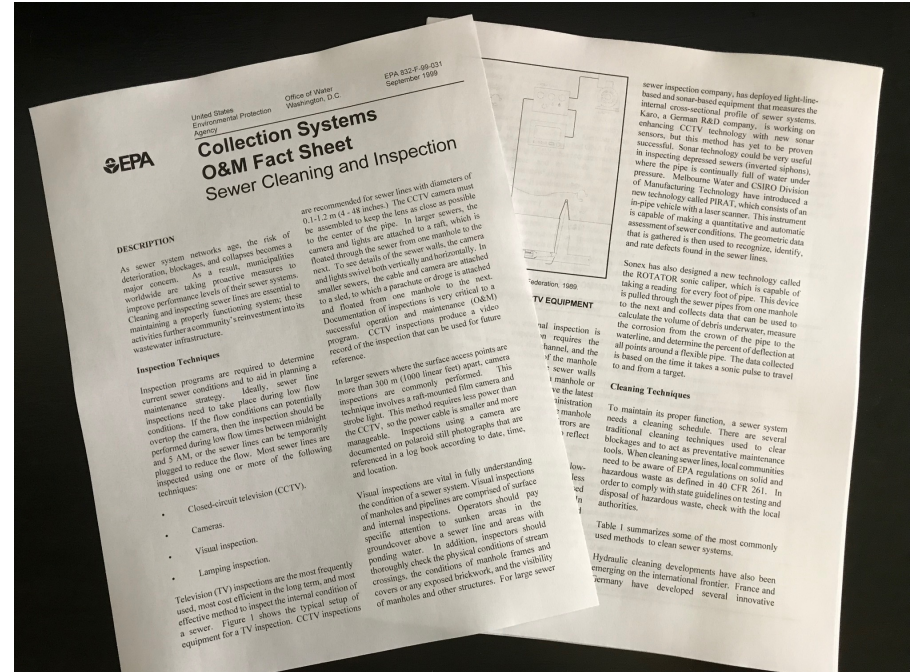 United States
Environmental Protection
Agency
Office of Water
Washington, D.C.
EPA 832-F-99-031
September 1999
EPA
Collection Systems
O&M Fact Sheet
Sewer Cleaning and Inspection
DESCRIPTION
As sewer system networks age, the risk of
deterioration, blockages, and collapses becomes a
major concern. As a result, municipalities
worldwide are taking proactive measures to
improve performance levels of their sewer systems.
Cleaning and inspecting sewer lines are essential to
maintaining a properly functioning system; these
activities further a community's reinvestment into its
wastewater infrastructure.
Inspection Techniques
Inspection programs are required to determine
current sewer conditions and to aid in planning a
maintenance strategy. Ideally, sewer line
inspections need to take place during low flow
conditions. If the flow conditions can potentially
overtop the camera, then the inspection should be
performed during low flow times between midnight
and 5 AM, or the sewer lines can be temporarily
plugged to reduce the flow. Most sewer lines are
inspected using one or more of the following
techniques:
• Closed-circuit television (CCTV).
• Cameras.
• Visual inspection.
• Lamping inspection.
Television (TV) inspections are the most frequently
used, most cost efficient in the long term, and most
effective method to inspect the internal condition of
a sewer. Figure 1 shows the typical setup of
equipment for a TV inspection. CCTV inspections
are recommended for sewer lines with diameters of
0.1-1.2 m (4 - 48 inches.) The CCTV camera must
be assembled to keep the lens as close as possible
to the center of the pipe. In larger sewers, the
camera and lights are attached to a raft, which is
floated through the sewer from one manhole to the
next. To see details of the sewer walls, the camera
and lights swivel both vertically and horizontally. In
smaller sewers, the cable and camera are attached
to a sled, to which a parachute or droge is attached
and floated from one manhole to the next.
Documentation of inspections is very critical to a
successful operation and maintenance (O&M)
program. CCTV inspections produce a video
record of the inspection that can be used for future
reference.
In larger sewers where the surface access points are
more than 300 m (1000 linear feet) apart, camera
inspections are commonly performed. This
technique involves a raft-mounted film camera and
strobe light. This method requires less power than
the CCTV, so the power cable is smaller and more
manageable. Inspections using a camera are
documented on polaroid still photographs that are
referenced in a log book according to date, time,
and location.
Visual inspections are vital in fully understanding
the condition of a sewer system. Visual inspections
of manholes and pipelines are comprised of surface
and internal inspections. Operators should pay
specific attention to sunken areas in the
groundcover above a sewer line and areas with
ponding water. In addition, inspectors should
thoroughly check the physical conditions of stream
crossings, the conditions of manhole frames and
covers or any exposed brickwork, and the visibility
of manholes and other structures. For large sewer
Federation, 1999
TV EQUIPMENT
inspection is
requires the
and the
of the manhole
sewer walls
manhole or
the latest
manhole
are
reflect
sewer inspection company, has deployed light-line-
based and sonar-based equipment that measures the
internal cross-sectional profile of sewer systems.
Karo, a German R&D company, is working on
enhancing CCTV technology with new sonar
sensors, but this method has yet to be proven
successful. Sonar technology could be very useful
in inspecting depressed sewers (inverted siphons),
where the pipe is continually full of water under
pressure. Melbourne Water and CSIRO Division
of Manufacturing Technology have introduced a
new technology called PIRAT, which consists of an
in-pipe vehicle with a laser scanner. This instrument
is capable of making a quantitative and automatic
assessment of sewer conditions. The geometric data
that is gathered is then used to recognize, identify,
and rate defects found in the sewer lines.
Sonex has also designed a new technology called
the ROTATOR sonic caliper, which is capable of
taking a reading for every foot of pipe. This device
is pulled through the sewer pipes from one manhole
to the next and collects data that can be used to
calculate the volume of debris underwater, measure
the corrosion from the crown of the pipe to the
waterline, and determine the percent of deflection at
all points around a flexible pipe. The data collected
is based on the time it takes a sonic pulse to travel
to and from a target.
Cleaning Techniques
To maintain its proper function, a sewer system
needs a cleaning schedule. There are several
traditional cleaning techniques used to clear
blockages and to act as preventative maintenance
tools. When cleaning sewer lines, local communities
need to be aware of EPA regulations on solid and
hazardous waste as defined in 40 CFR 261. In
order to comply with state guidelines on testing and
disposal of hazardous waste, check with the local
authorities.
Table 1 summarizes some of the most commonly
used methods to clean sewer systems.
Hydraulic cleaning developments have also been
emerging on the international frontier. France and
Germany have developed several innovative